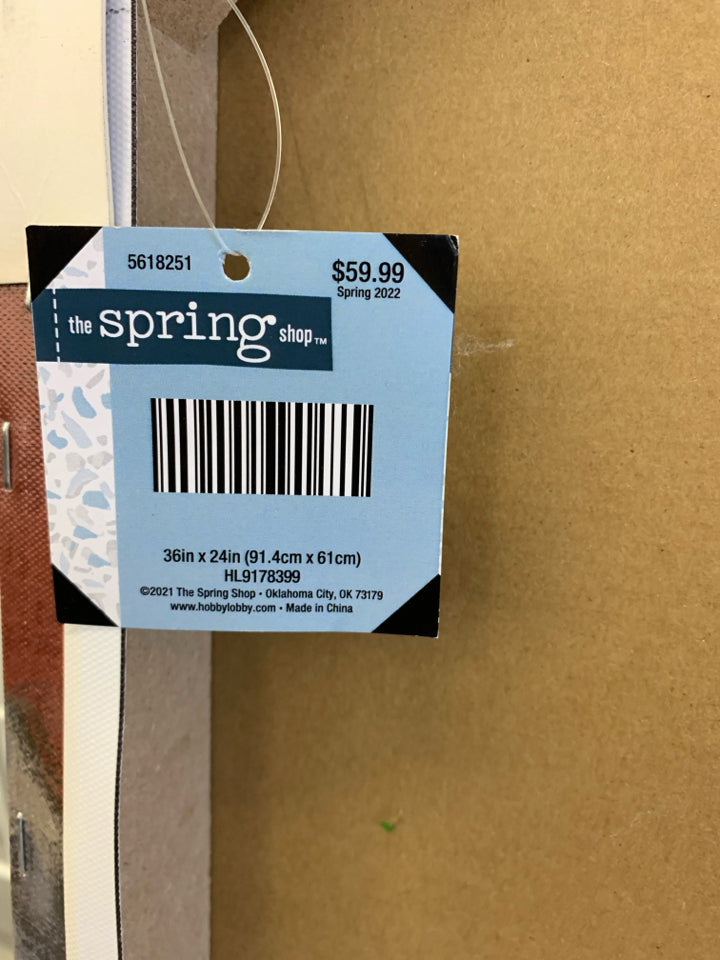 5618251
$59.99
Spring 2022
the spring shop™
36in x 24in (91.4cm x 61cm)
HL9178399
©2021 The Spring Shop • Oklahoma City, OK 73179
www.hobbylobby.com • Made in China